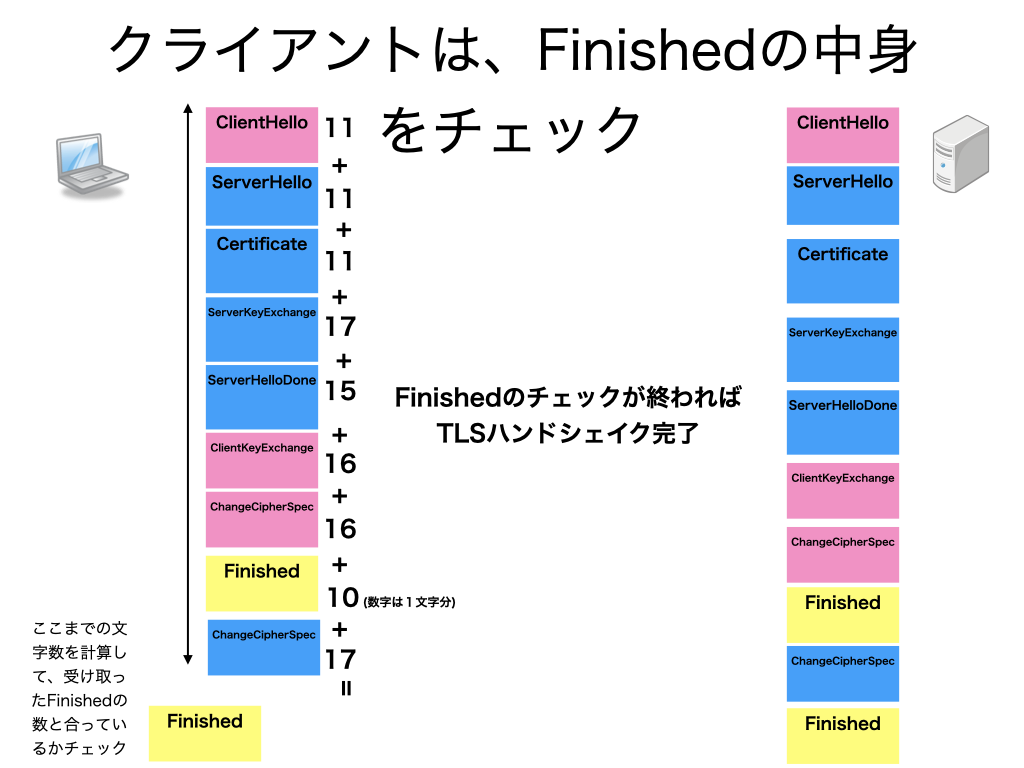 クライアントは、Finishedの中身
をチェック
ClientHello
11
+
ServerHello
11
+
Certificate
11
+
ServerKeyExchange
17
+
ServerHelloDone
15
+
ClientKeyExchange
16
+
ChangeCipherSpec
16
+
Finished
10 (数字は１文字分)
+
ChangeCipherSpec
17
=
Finished
ここまでの文
字数を計算し
て、受け取っ
たFinishedの
数と合ってい
るかチェック
Finishedのチェックが終われば
TLSハンドシェイク完了
ClientHello
ServerHello
Certificate
ServerKeyExchange
ServerHelloDone
ClientKeyExchange
ChangeCipherSpec
Finished
ChangeCipherSpec
Finished